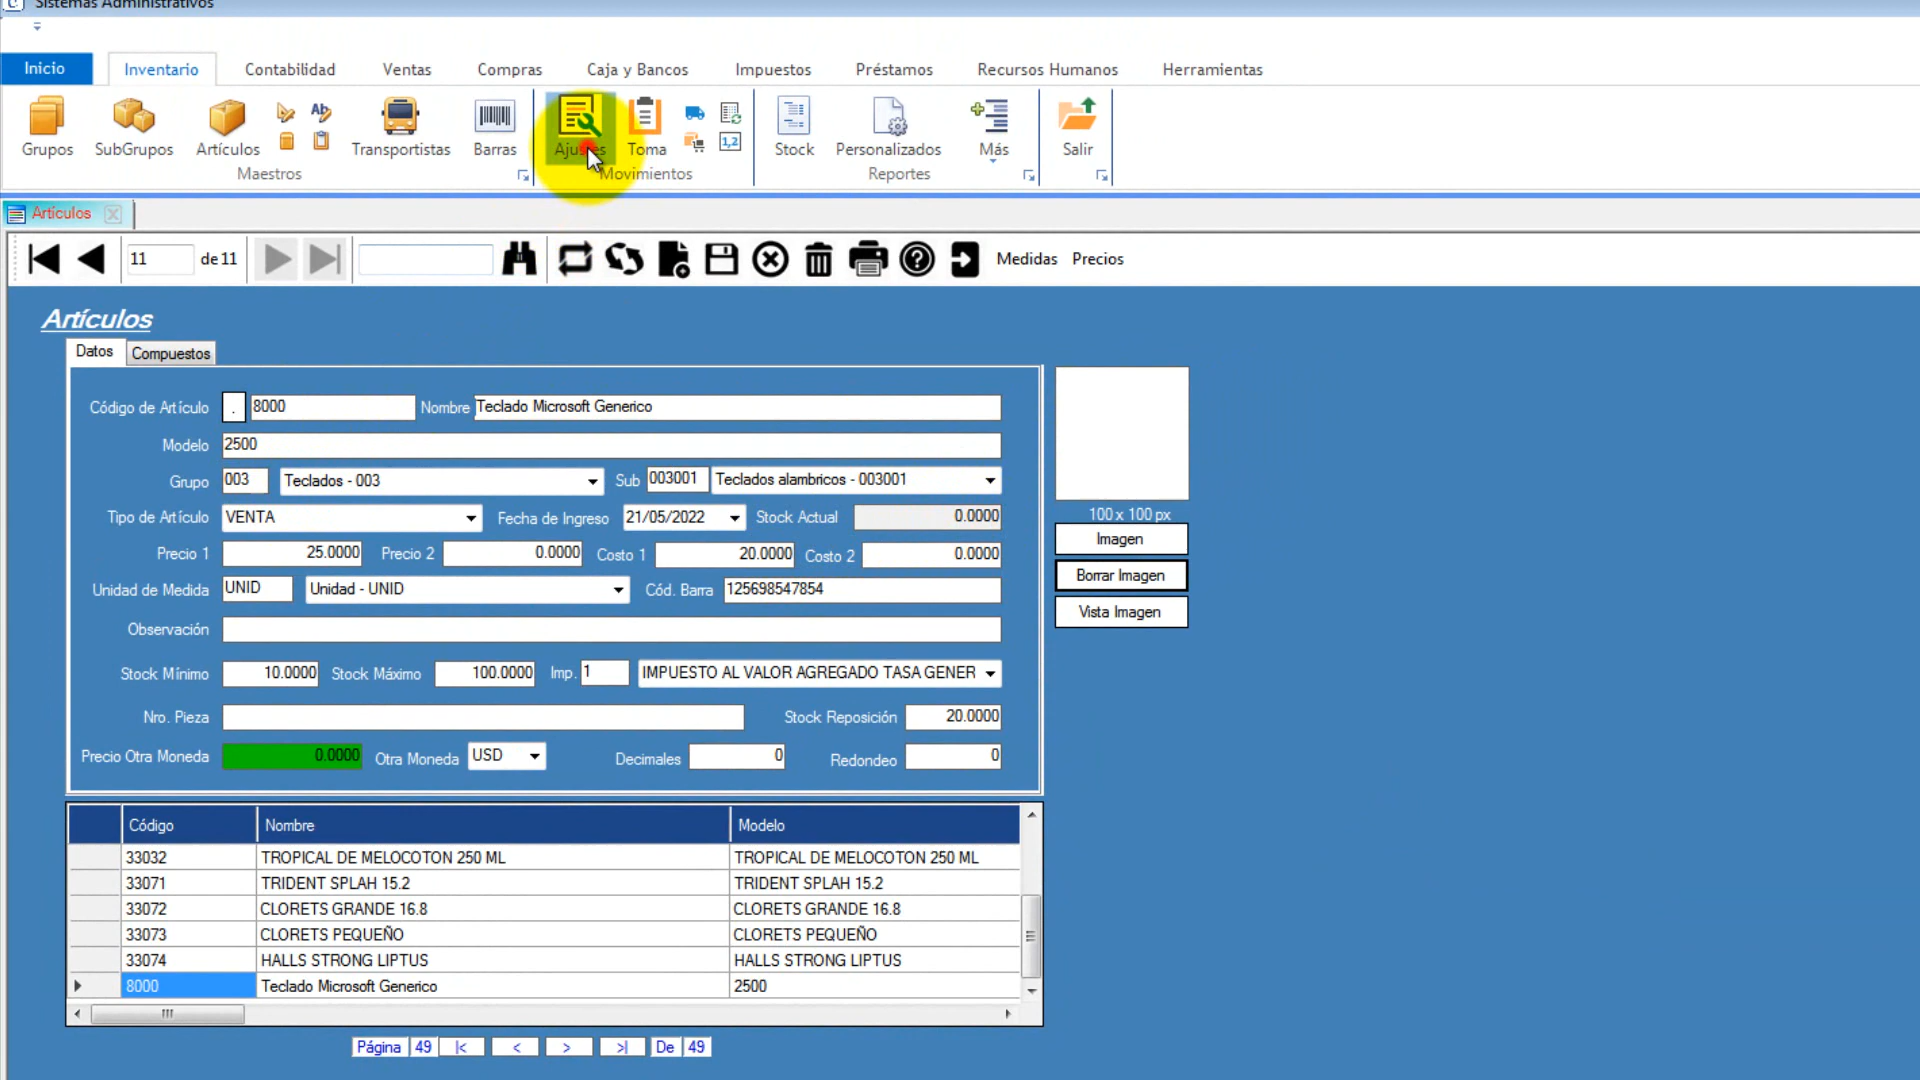 Sistemas Administrativos
Inicio Inventario Contabilidad Ventas Compras Caja y Bancos Impuestos Préstamos Recursos Humanos Herramientas
Grupos SubGrupos Artículos Ab Transportistas Barras Ajustes Toma 1,2 Stock Personalizados Más Salir
Maestros Movimientos Reportes
Artículos
11 de 11 Medidas Precios
Artículos
Datos Compuestos
Código de Artículo . 8000 Nombre Teclado Microsoft Generico
Modelo 2500
Grupo 003 Teclados - 003 Sub 003001 Teclados alambricos - 003001
Tipo de Artículo VENTA Fecha de Ingreso 21/05/2022 Stock Actual 0.0000
Precio 1 25.0000 Precio 2 0.0000 Costo 1 20.0000 Costo 2 0.0000
Unidad de Medida UNID Unidad - UNID Cód. Barra 125698547854
Observación
Stock Mínimo 10.0000 Stock Máximo 100.0000 Imp. 1 IMPUESTO AL VALOR AGREGADO TASA GENER
Nro. Pieza Stock Reposición 20.0000
Precio Otra Moneda 0.0000 Otra Moneda USD Decimales 0 Redondeo 0
100 x 100 px
Imagen
Borrar Imagen
Vista Imagen
Código Nombre Modelo
33032 TROPICAL DE MELOCOTON 250 ML TROPICAL DE MELOCOTON 250 ML
33071 TRIDENT SPLAH 15.2 TRIDENT SPLAH 15.2
33072 CLORETS GRANDE 16.8 CLORETS GRANDE 16.8
33073 CLORETS PEQUEÑO CLORETS PEQUEÑO
33074 HALLS STRONG LIPTUS HALLS STRONG LIPTUS
8000 Teclado Microsoft Generico 2500
Página 49 |< < > >| De 49